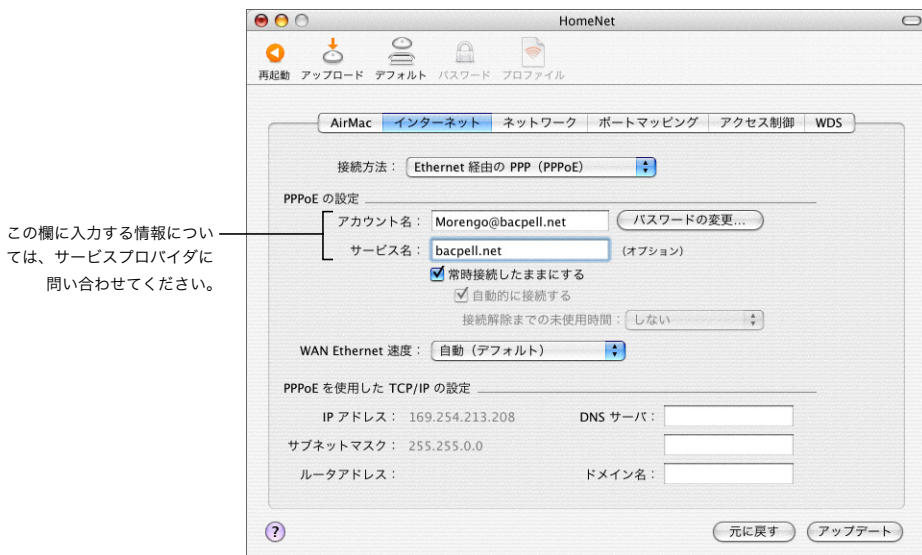 HomeNet
再起動 アップロード デフォルト パスワード プロファイル
AirMac インターネット ネットワーク ポートマッピング アクセス制御 WDS
接続方法： Ethernet 経由の PPP（PPPoE）
PPPoE の設定
この欄に入力する情報につい
ては、サービスプロバイダに
問い合わせてください。
アカウント名： Morengo@bacpell.net パスワードの変更...
サービス名： bacpell.net （オプション）
常時接続したままにする
自動的に接続する
接続解除までの未使用時間： しない
WAN Ethernet 速度： 自動（デフォルト）
PPPoE を使用した TCP/IP の設定
IP アドレス： 169.254.213.208 DNS サーバ：
サブネットマスク： 255.255.0.0
ルータアドレス： ドメイン名：
? 元に戻す アップデート